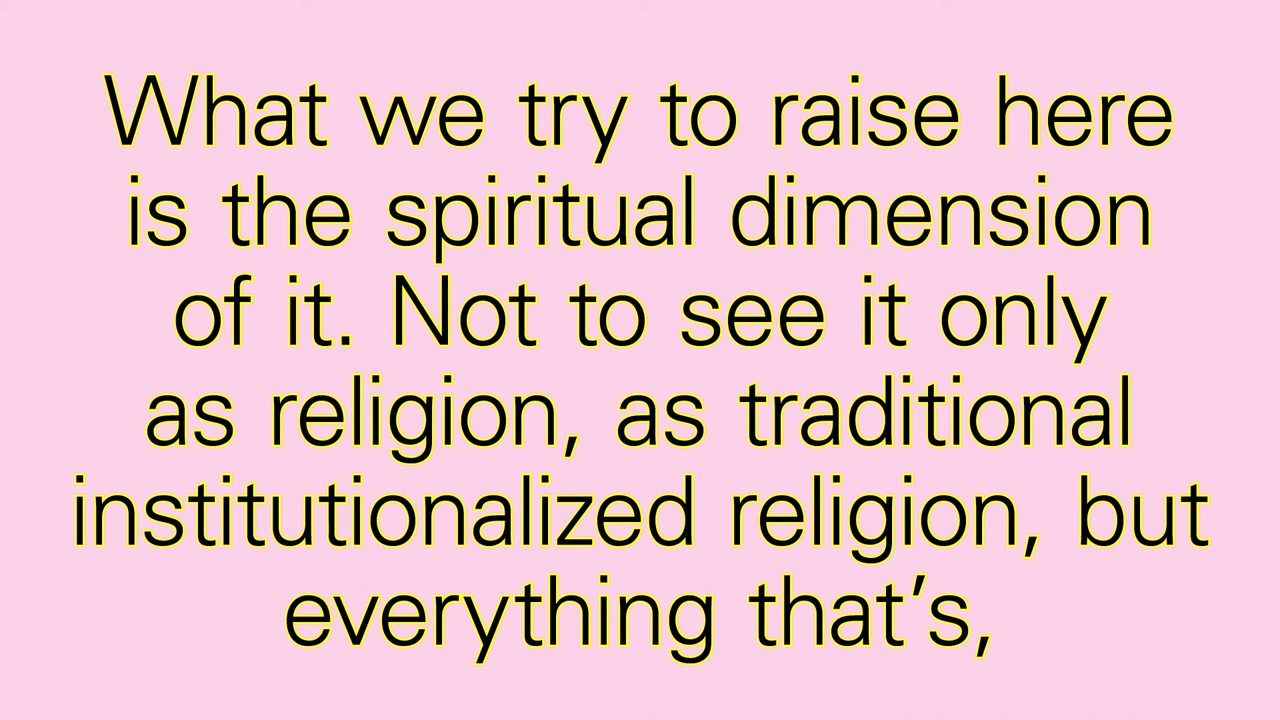 What we try to raise here
is the spiritual dimension
of it. Not to see it only
as religion, as traditional
institutionalized religion, but
everything that’s,